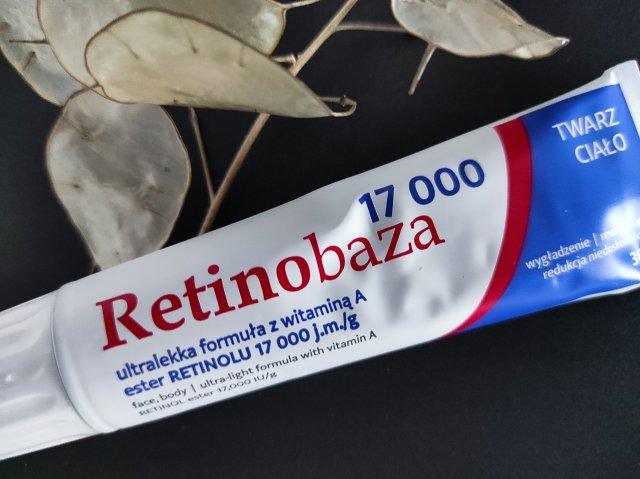 17 000
Retinobaza
ultralekka formuła z witaminą A
ester RETINOLU 17 000 j.m./g
face, body | ultra-light formula with vitamin A
RETINOL ester 17,000 IU/g
TWARZ
CIAŁO
wygładzenie |
redukcja